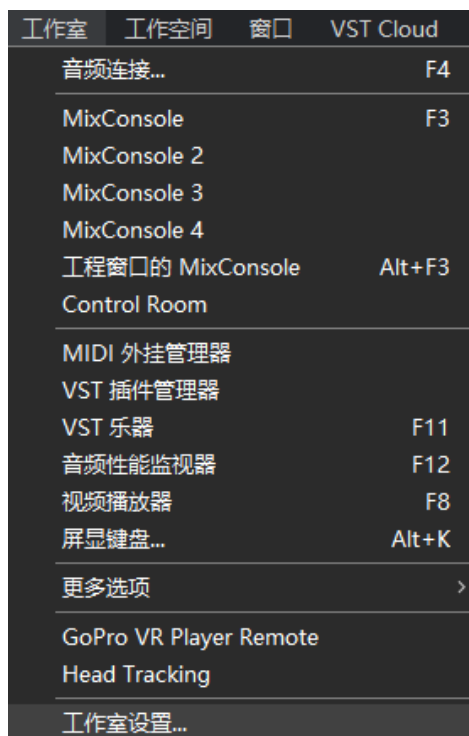 工作室 工作空间 窗口 VST Cloud
音频连接... F4
MixConsole F3
MixConsole 2
MixConsole 3
MixConsole 4
工程窗口的 MixConsole Alt+F3
Control Room
MIDI 外挂管理器
VST 插件管理器
VST 乐器 F11
音频性能监视器 F12
视频播放器 F8
屏显键盘... Alt+K
更多选项
GoPro VR Player Remote
Head Tracking
工作室设置...